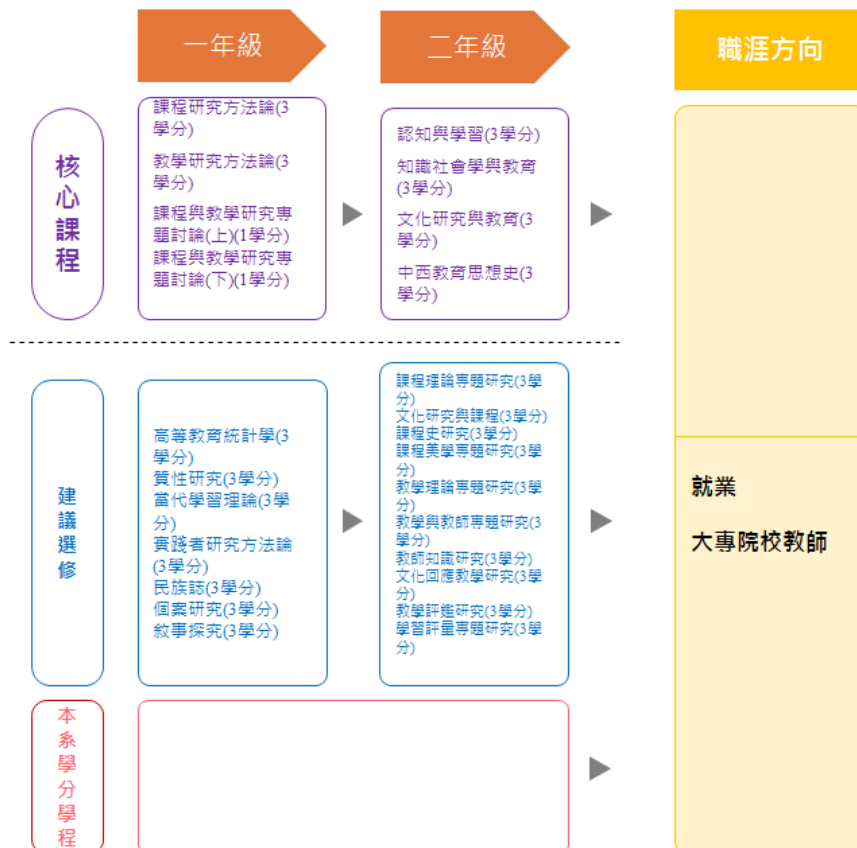 一年級
二年級
職涯方向
核心課程
課程研究方法論(3
學分)
教學研究方法論(3
學分)
課程與教學研究專
題討論(上)(1學分)
課程與教學研究專
題討論(下)(1學分)
認知與學習(3學分)
知識社會學與教育
(3學分)
文化研究與教育(3
學分)
中西教育思想史(3
學分)
建議選修
高等教育統計學(3
學分)
質性研究(3學分)
當代學習理論(3學
分)
實踐者研究方法論
(3學分)
民族誌(3學分)
個案研究(3學分)
敘事探究(3學分)
課程理論專題研究(3學
分)
文化研究與課程(3學分)
課程史研究(3學分)
課程美學專題研究(3學
分)
教學理論專題研究(3學
分)
教學與教師專題研究(3
學分)
教師知識研究(3學分)
文化回應教學研究(3學
分)
教學評鑑研究(3學分)
學習評量專題研究(3學
分)
就業
大專院校教師
本系學分學程